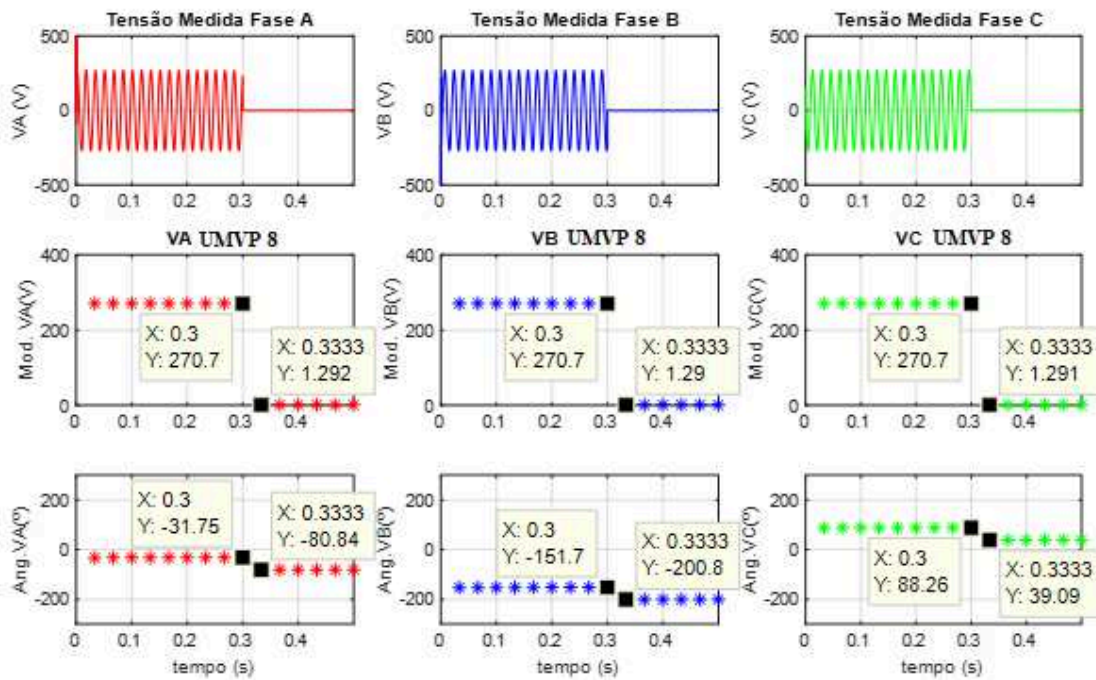 Tensão Medida Fase A
Tensão Medida Fase B
Tensão Medida Fase C
VA (V)
500
0
-500
0 0.1 0.2 0.3 0.4
VB (V)
500
0
-500
0 0.1 0.2 0.3 0.4
VC (V)
500
0
-500
0 0.1 0.2 0.3 0.4
VA UMVP 8
VB UMVP 8
VC UMVP 8
Mod. VA(V)
400
200
0
X: 0.3
Y: 270.7
X: 0.3333
Y: 1.292
0 0.1 0.2 0.3 0.4
Mod. VB(V)
400
200
0
X: 0.3
Y: 270.7
X: 0.3333
Y: 1.29
0 0.1 0.2 0.3 0.4
Mod. VC(V)
400
200
0
X: 0.3
Y: 270.7
X: 0.3333
Y: 1.291
0 0.1 0.2 0.3 0.4
Ang.VA(º)
200
0
-200
X: 0.3
Y: -31.75
X: 0.3333
Y: -80.84
0 0.1 0.2 0.3 0.4
tempo (s)
Ang.VB(º)
200
0
-200
X: 0.3
Y: -151.7
X: 0.3333
Y: -200.8
0 0.1 0.2 0.3 0.4
tempo (s)
Ang.VC(º)
200
0
-200
X: 0.3
Y: 88.26
X: 0.3333
Y: 39.09
0 0.1 0.2 0.3 0.4
tempo (s)